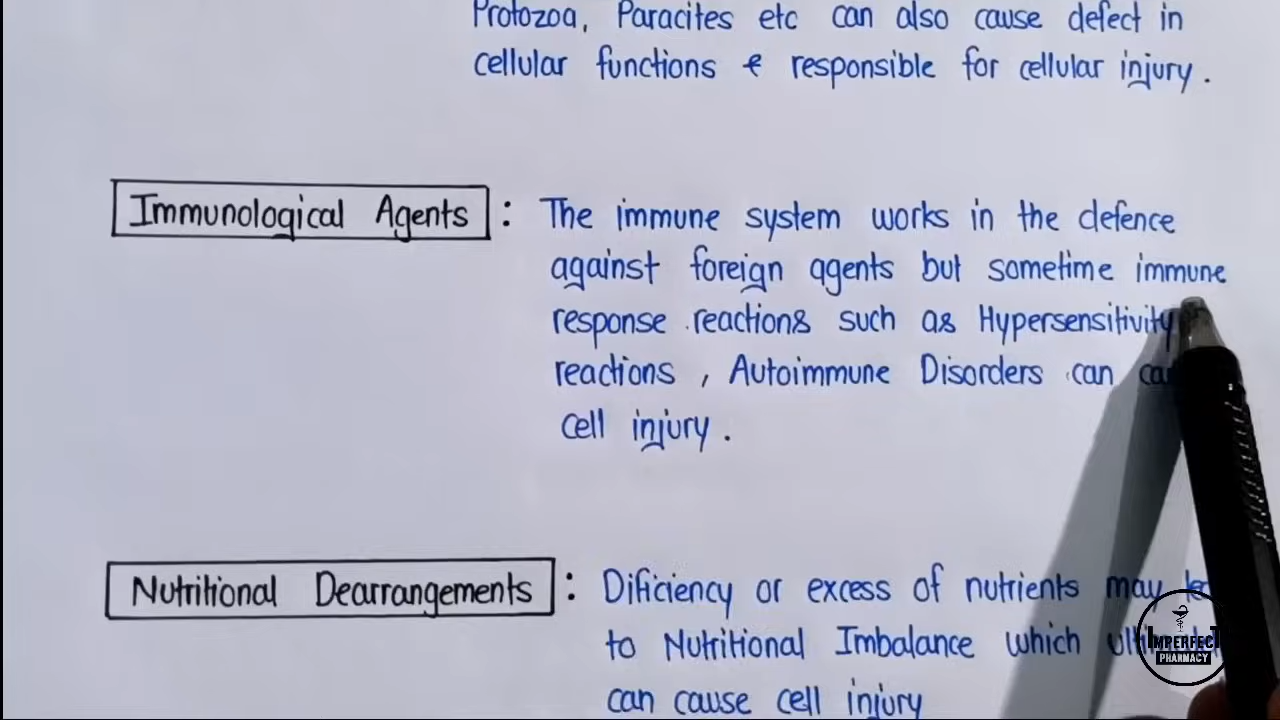 Protozoa, Paracites etc can also cause defect in
cellular functions & responsible for cellular injury.
Immunological Agents : The immune system works in the defence
against foreign agents but sometime immune
response reactions such as Hypersensitivity
reactions, Autoimmune Disorders can
cell injury.
Nutritional Dearrangements : Dificiency or excess of nutrients may
to Nutritional Imbalance which
can cause cell injury
IMPERFECT
PHARMACY